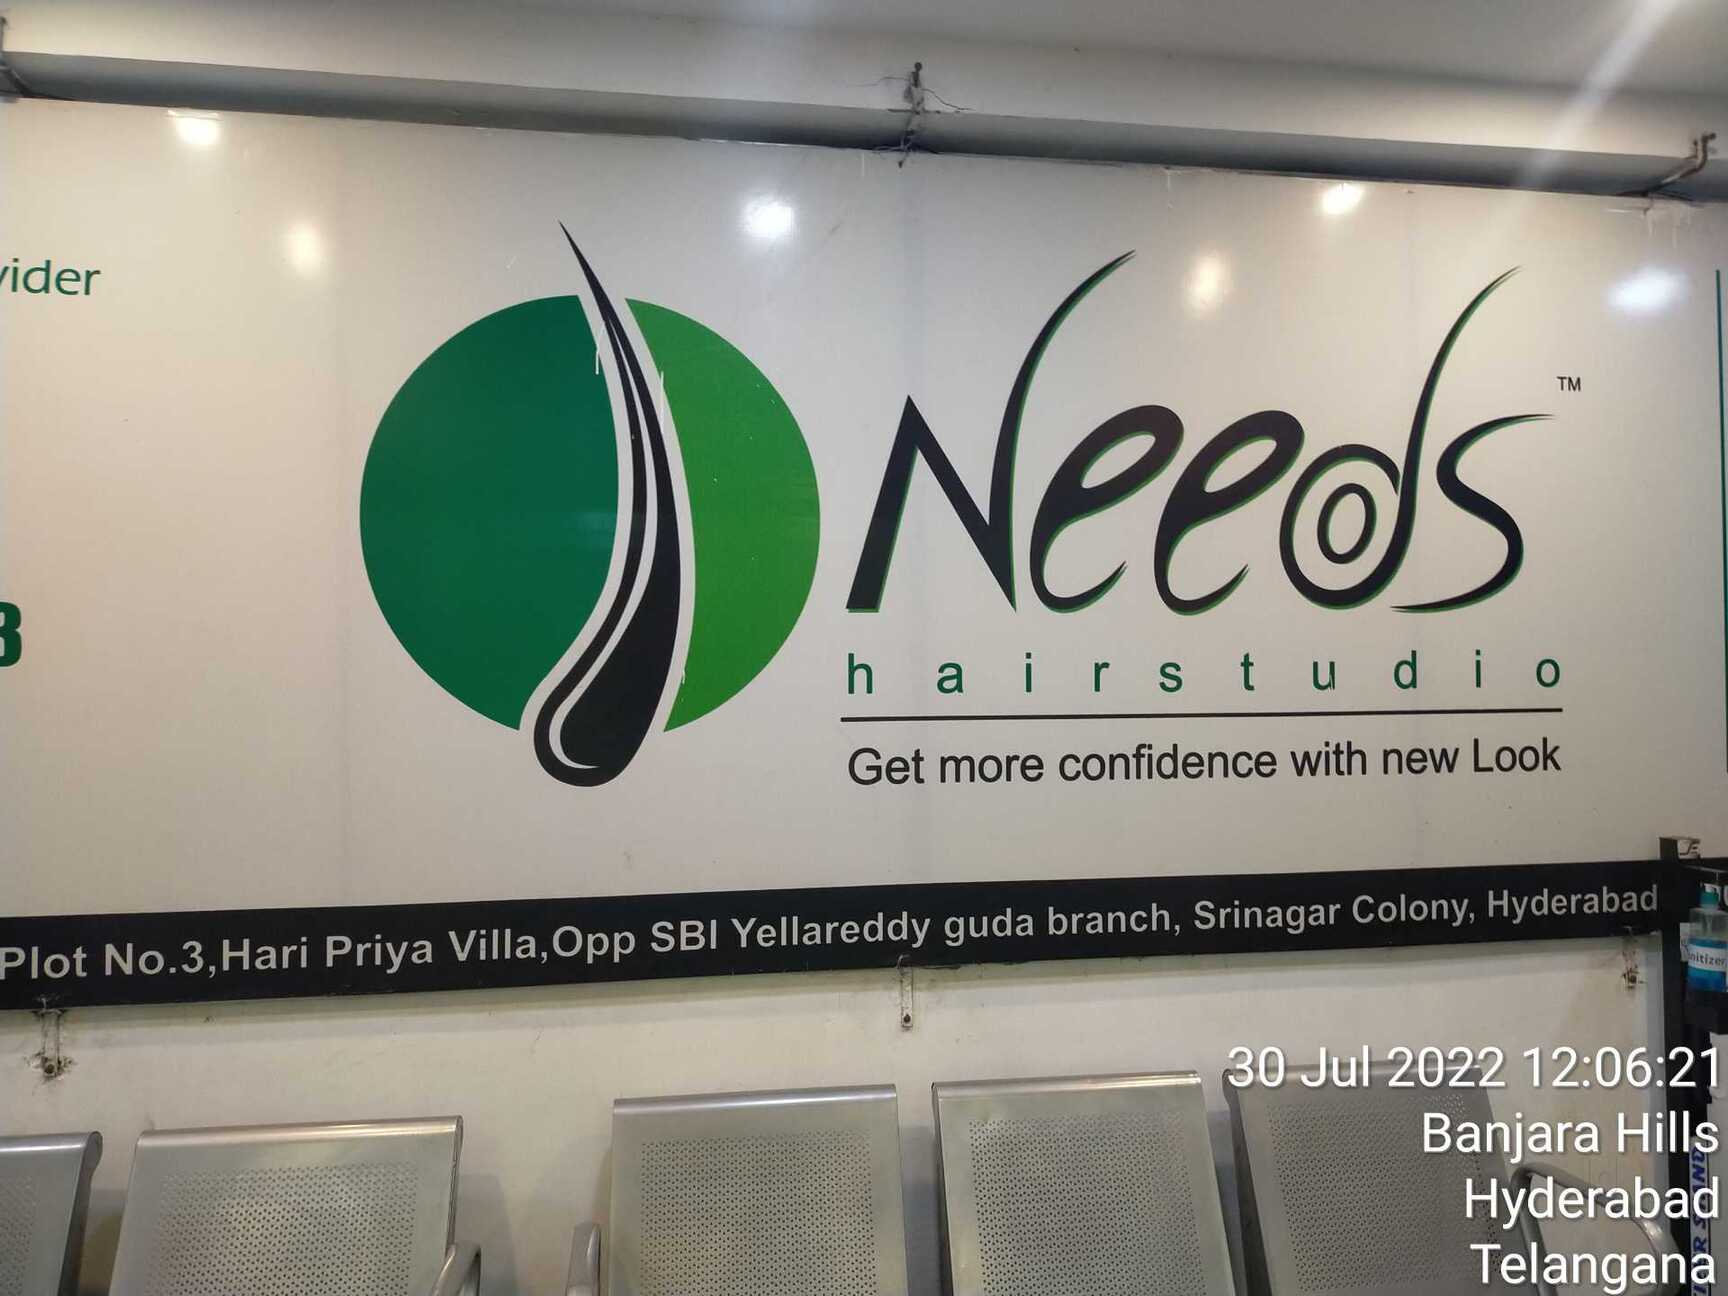 Needs
TM
hairstudio
Get more confidence with new Look
Plot No.3,Hari Priya Villa,Opp SBI Yellareddy guda branch, Srinagar Colony, Hyderabad
30 Jul 2022 12:06:21
Banjara Hills
Hyderabad
Telangana